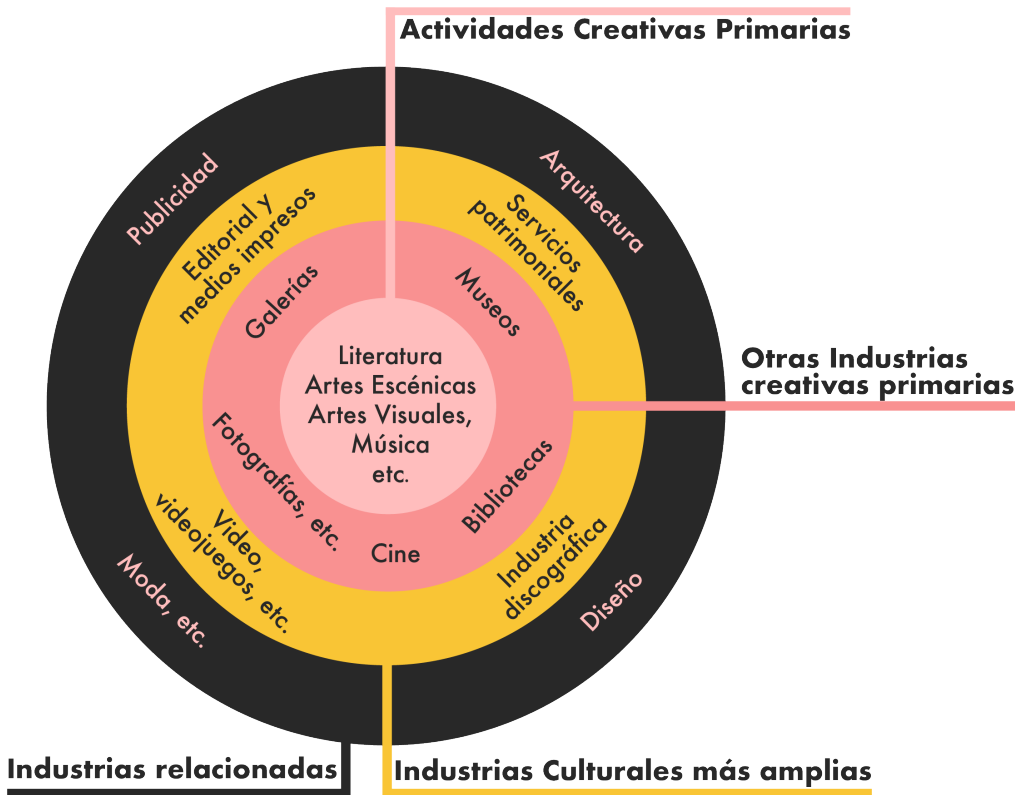 Actividades Creativas Primarias
Publicidad
Arquitectura
Editorial y
medios impresos
Servicios
patrimoniales
Galerías
Museos
Literatura
Artes Escénicas
Artes Visuales,
Música
etc.
Otras Industrias
creativas primarias
Fotografías, etc.
Cine
Bibliotecas
Video,
videojuegos, etc.
Industria
discográfica
Moda, etc.
Diseño
Industrias relacionadas
Industrias Culturales más amplias